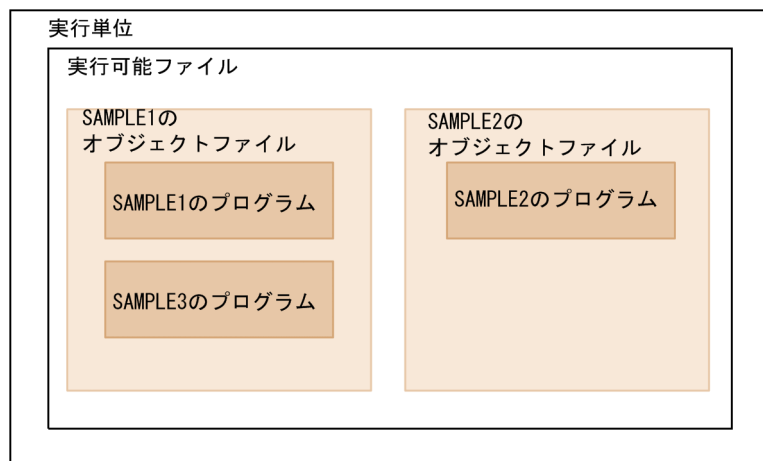 実行単位
実行可能ファイル
SAMPLE1の
オブジェクトファイル
SAMPLE1のプログラム
SAMPLE3のプログラム
SAMPLE2の
オブジェクトファイル
SAMPLE2のプログラム